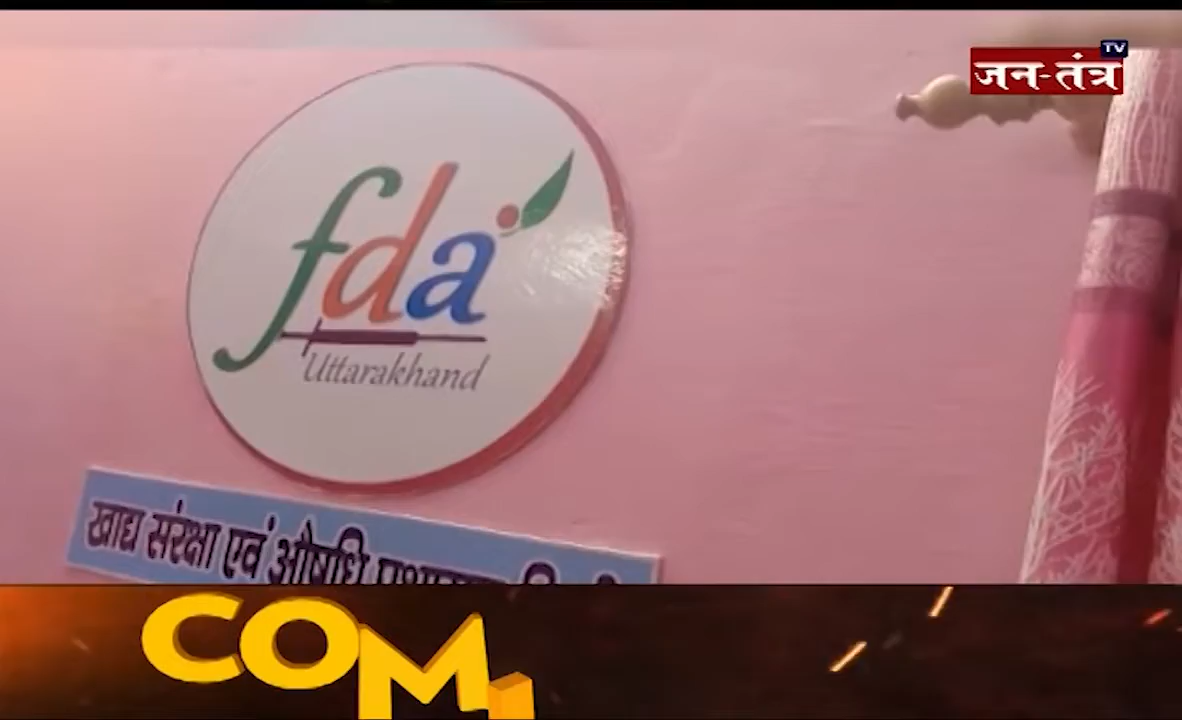 TV
जन-तंत्र
fda
Uttarakhand
खाद्य संरक्षा एवं औषधि
COM